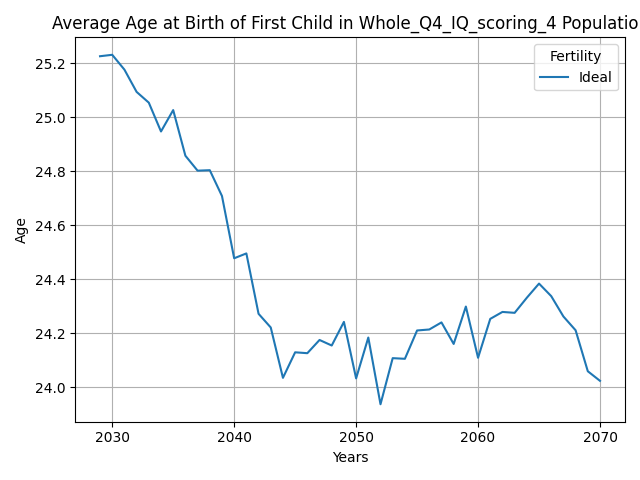 Average Age at Birth of First Child in Whole_Q4_IQ_scoring_4 Populatio
Fertility
Ideal
25.2
25.0
24.8
24.6
24.4
24.2
24.0
Age
2030 2040 2050 2060 2070
Years